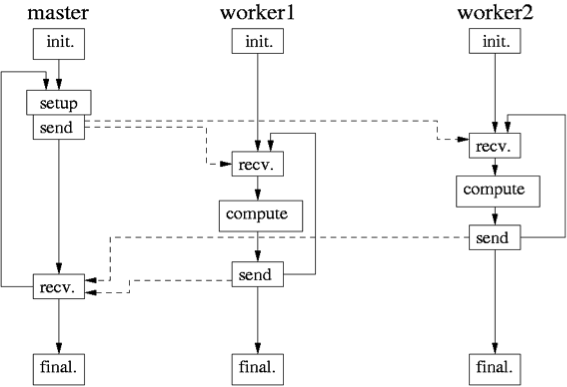 master
worker1
worker2
init.
init.
init.
setup
send
recv.
recv.
compute
compute
send
send
recv.
final.
final.
final.